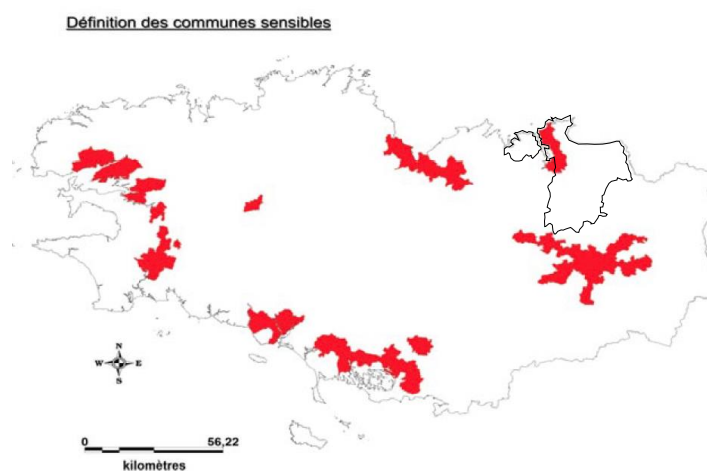 Définition des communes sensibles
N
W E
S
0 56,22
kilomètres